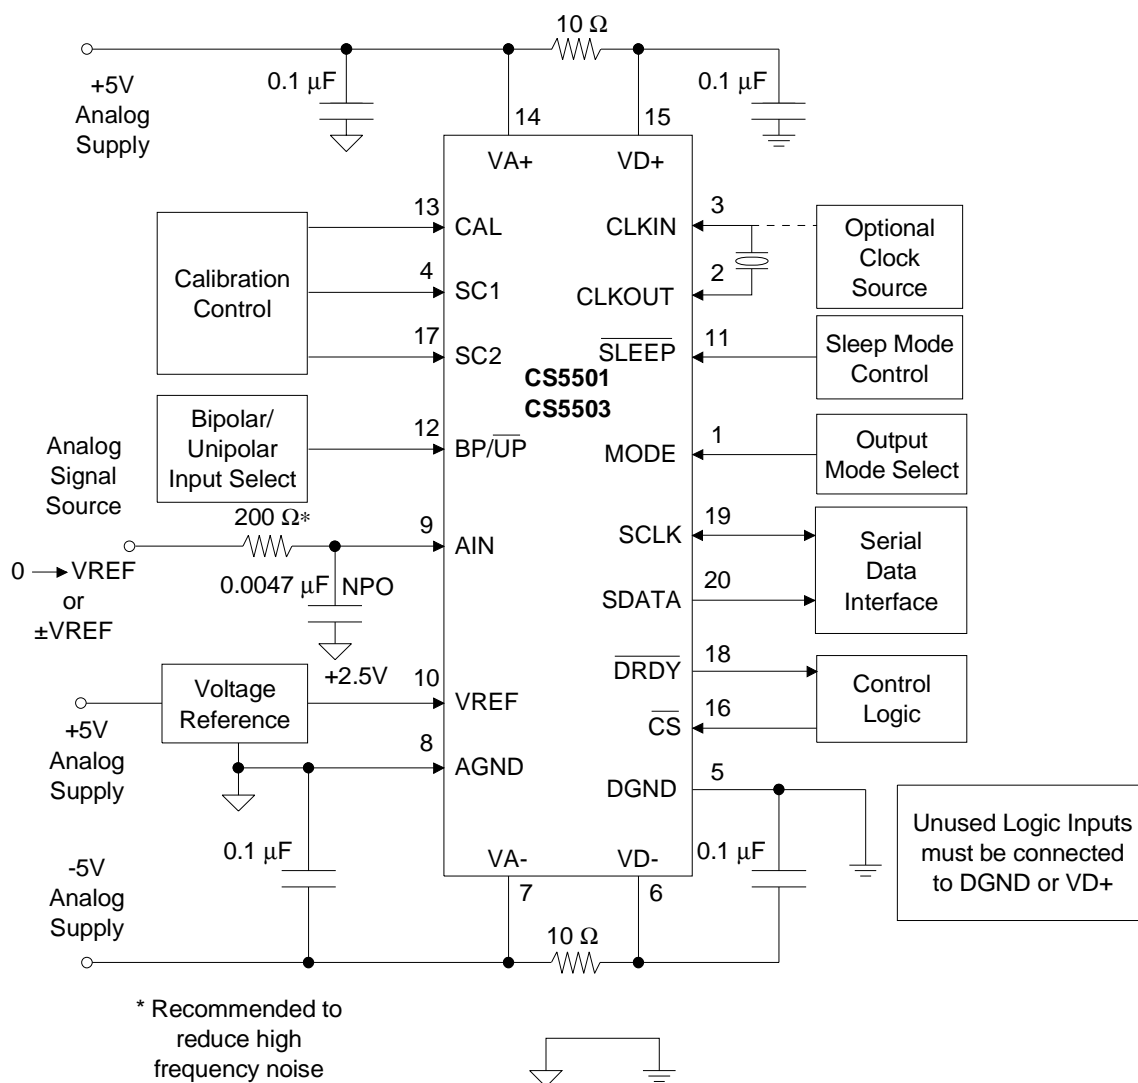 10 Ω
+5V
Analog
Supply
0.1 µF
0.1 µF
14
15
VA+
VD+
Calibration
Control
13
CAL
4
SC1
17
SC2
3
CLKIN
2
CLKOUT
Optional
Clock
Source
11
SLEEP
Sleep Mode
Control
CS5501
CS5503
Bipolar/
Unipolar
Input Select
12
BP/UP
1
MODE
Output
Mode Select
Analog
Signal
Source
200 Ω*
9
AIN
0 → VREF
or
±VREF
0.0047 µF NPO
19
SCLK
20
SDATA
Serial
Data
Interface
18
DRDY
16
CS
Control
Logic
+5V
Analog
Supply
Voltage
Reference
+2.5V
10
VREF
8
AGND
5
DGND
Unused Logic Inputs
must be connected
to DGND or VD+
-5V
Analog
Supply
0.1 µF
VA-
7
VD-
6
0.1 µF
10 Ω
* Recommended to
reduce high
frequency noise